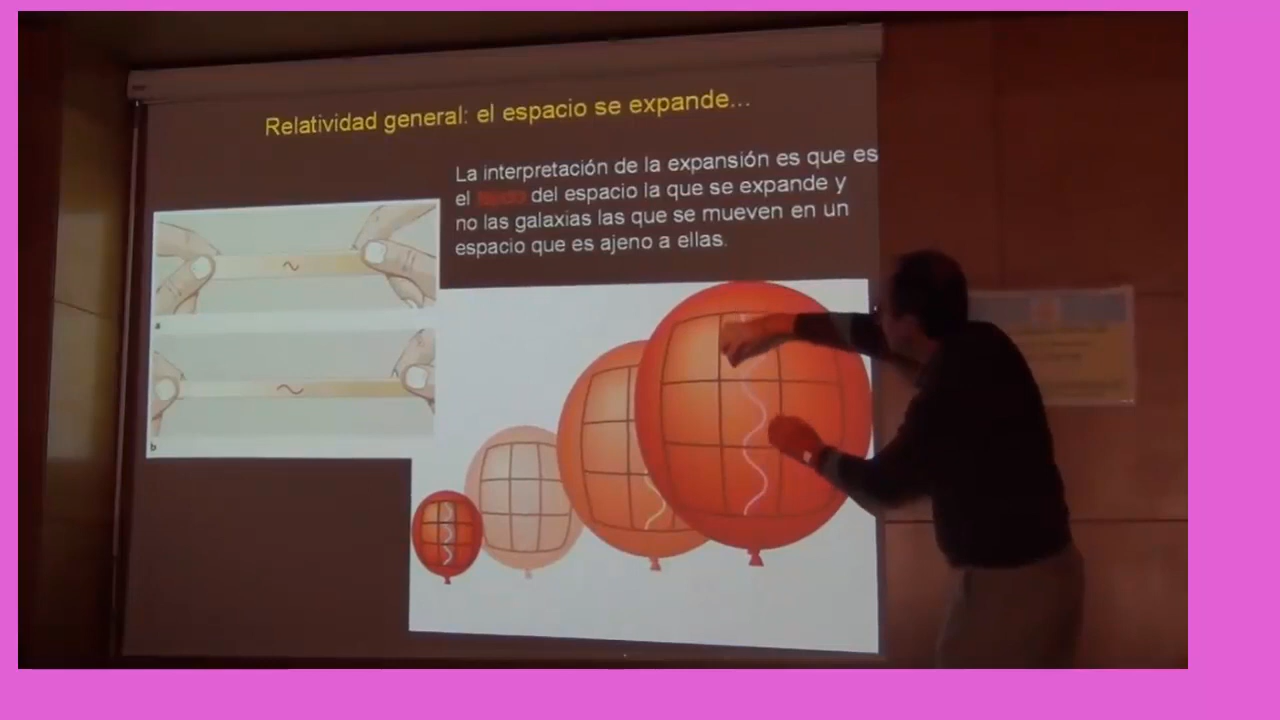 Relatividad general: el espacio se expande...
La interpretación de la expansión es que es
el del espacio la que se expande y
no las galaxias las que se mueven en un
espacio que es ajeno a ellas.
a
b